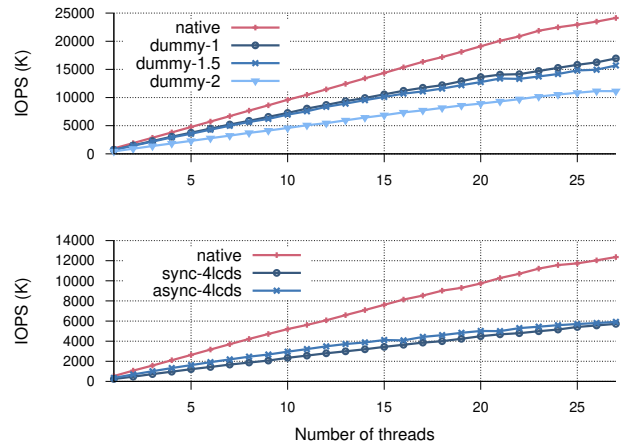 25000
20000
15000
10000
5000
0
IOPS (K)
native
dummy-1
dummy-1.5
dummy-2
5
10
15
20
25
14000
12000
10000
8000
6000
4000
2000
0
IOPS (K)
native
sync-4lcds
async-4lcds
5
10
15
20
25
Number of threads